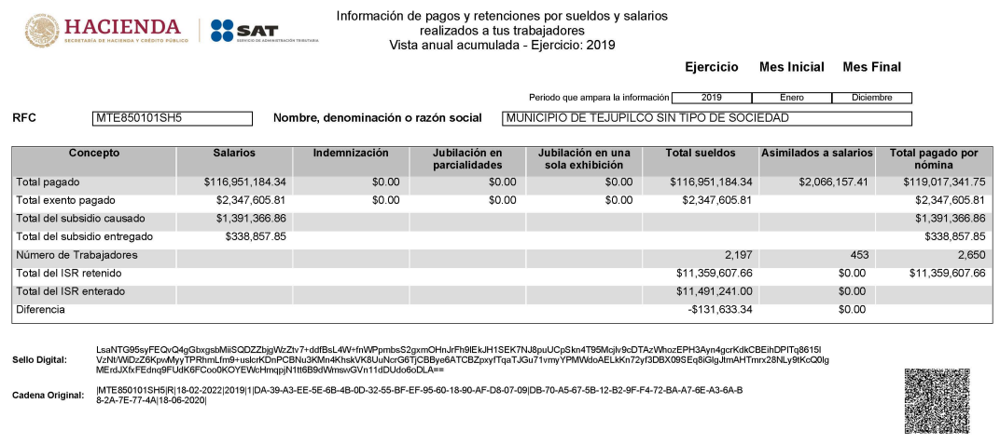 HACIENDA
SECRETARÍA DE HACIENDA Y CRÉDITO PÚBLICO
SAT
SERVICIO DE ADMINISTRACIÓN TRIBUTARIA
Información de pagos y retenciones por sueldos y salarios
realizados a tus trabajadores
Vista anual acumulada - Ejercicio: 2019
Ejercicio Mes Inicial Mes Final
Periodo que ampara la información 2019 Enero Diciembre
RFC MTE850101SH5 Nombre, denominación o razón social MUNICIPIO DE TEJUPILCO SIN TIPO DE SOCIEDAD
Concepto Salarios Indemnización Jubilación en parcialidades Jubilación en una sola exhibición Total sueldos Asimilados a salarios Total pagado por nómina
Total pagado $116,951,184.34 $0.00 $0.00 $0.00 $116,951,184.34 $2,066,157.41 $119,017,341.75
Total exento pagado $2,347,605.81 $0.00 $0.00 $0.00 $2,347,605.81 $2,347,605.81
Total del subsidio causado $1,391,366.86 $1,391,366.86
Total del subsidio entregado $338,857.85 $338,857.85
Número de Trabajadores 2,197 453 2,650
Total del ISR retenido $11,359,607.66 $0.00 $11,359,607.66
Total del ISR enterado $11,491,241.00 $0.00
Diferencia -$131,633.34 $0.00
Sello Digital:
Cadena Original: |MTE850101SH5|R|18-02-2022|2019|1|DA-39-A3-EE-5E-6B-4B-0D-32-55-BF-EF-95-60-18-90-AF-D8-07-09|DB-70-A5-67-5B-12-B2-9F-F4-72-BA-A7-6E-A3-6A-B
8-2A-7E-77-4A|18-06-2020|